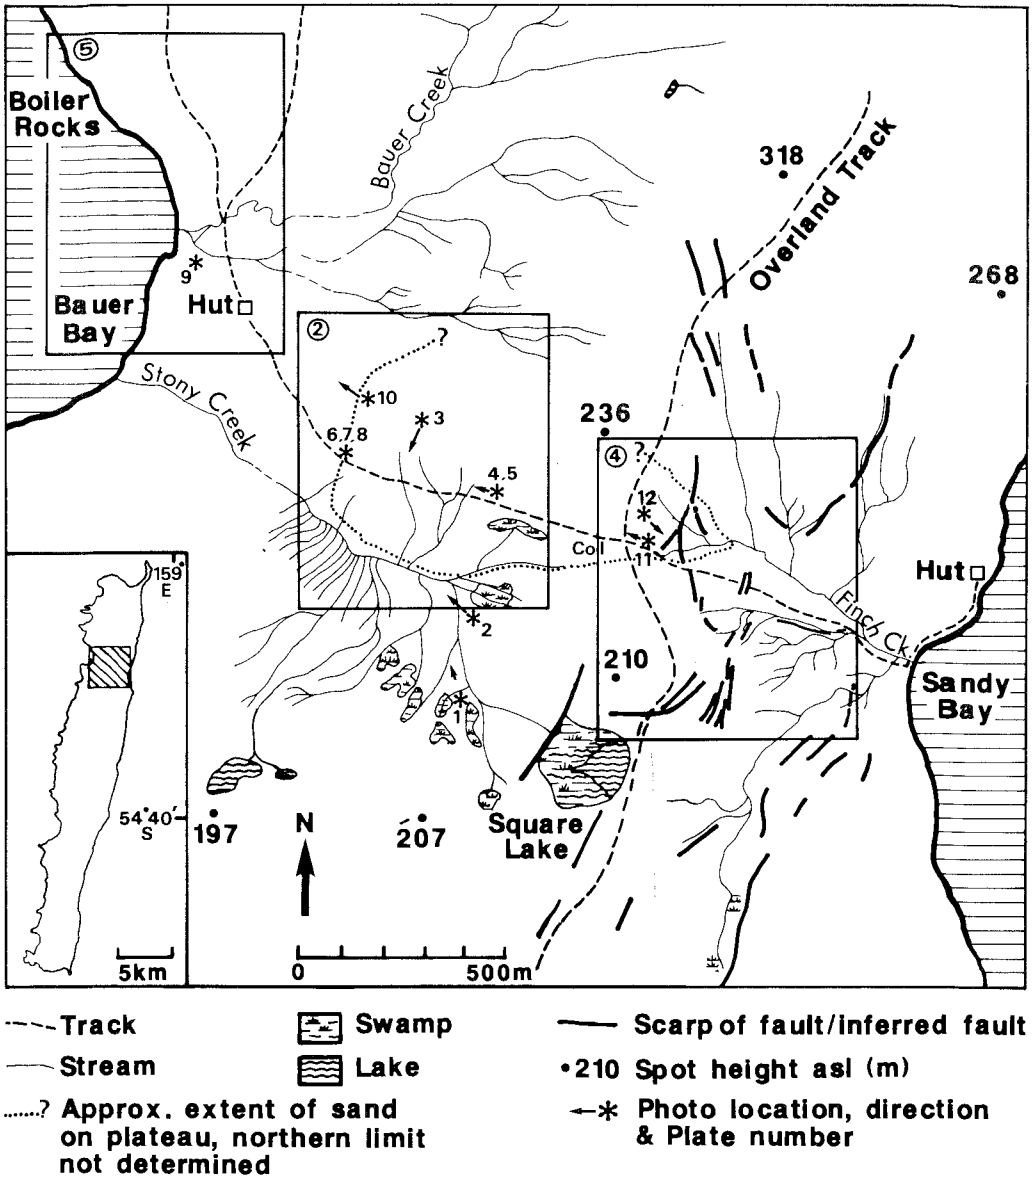 ⑤
Boiler
Rocks
Bauer Creek
318
Overland Track
268
9
Hut
Bauer
Bay
②
?
Stony Creek
10
3
6,7,8
236
④
?
4,5
12
Col
11
Hut
159
E
Finch Ck.
2
210
Sandy
Bay
1
54°40'
S
197
N
207
Square
Lake
5km
0
500m
Track
Swamp
Scarp of fault/inferred fault
Stream
Lake
•210 Spot height asl (m)
.......? Approx. extent of sand
on plateau, northern limit
not determined
←* Photo location, direction
& Plate number